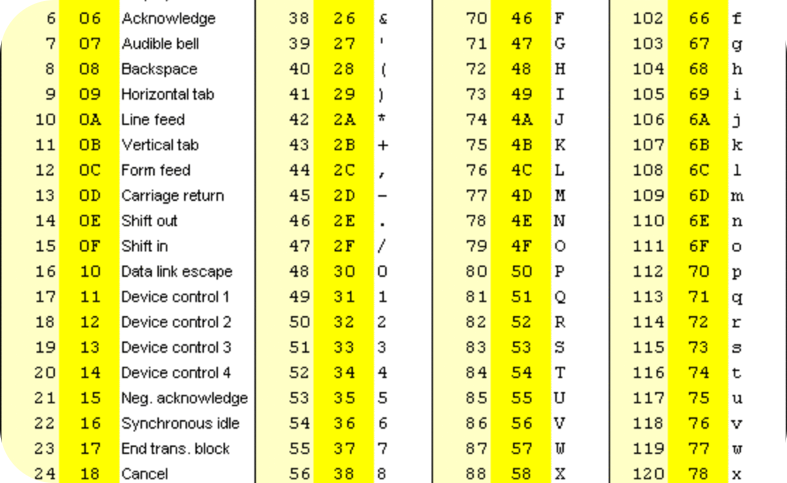 6 06 Acknowledge 38 26 & 70 46 F 102 66 f
7 07 Audible bell 39 27 ' 71 47 G 103 67 g
8 08 Backspace 40 28 ( 72 48 H 104 68 h
9 09 Horizontal tab 41 29 ) 73 49 I 105 69 i
10 0A Line feed 42 2A * 74 4A J 106 6A j
11 0B Vertical tab 43 2B + 75 4B K 107 6B k
12 0C Form feed 44 2C , 76 4C L 108 6C l
13 0D Carriage return 45 2D - 77 4D M 109 6D m
14 0E Shift out 46 2E . 78 4E N 110 6E n
15 0F Shift in 47 2F / 79 4F O 111 6F o
16 10 Data link escape 48 30 0 80 50 P 112 70 p
17 11 Device control 1 49 31 1 81 51 Q 113 71 q
18 12 Device control 2 50 32 2 82 52 R 114 72 r
19 13 Device control 3 51 33 3 83 53 S 115 73 s
20 14 Device control 4 52 34 4 84 54 T 116 74 t
21 15 Neg. acknowledge 53 35 5 85 55 U 117 75 u
22 16 Synchronous idle 54 36 6 86 56 V 118 76 v
23 17 End trans. block 55 37 7 87 57 W 119 77 w
24 18 Cancel 56 38 8 88 58 X 120 78 x